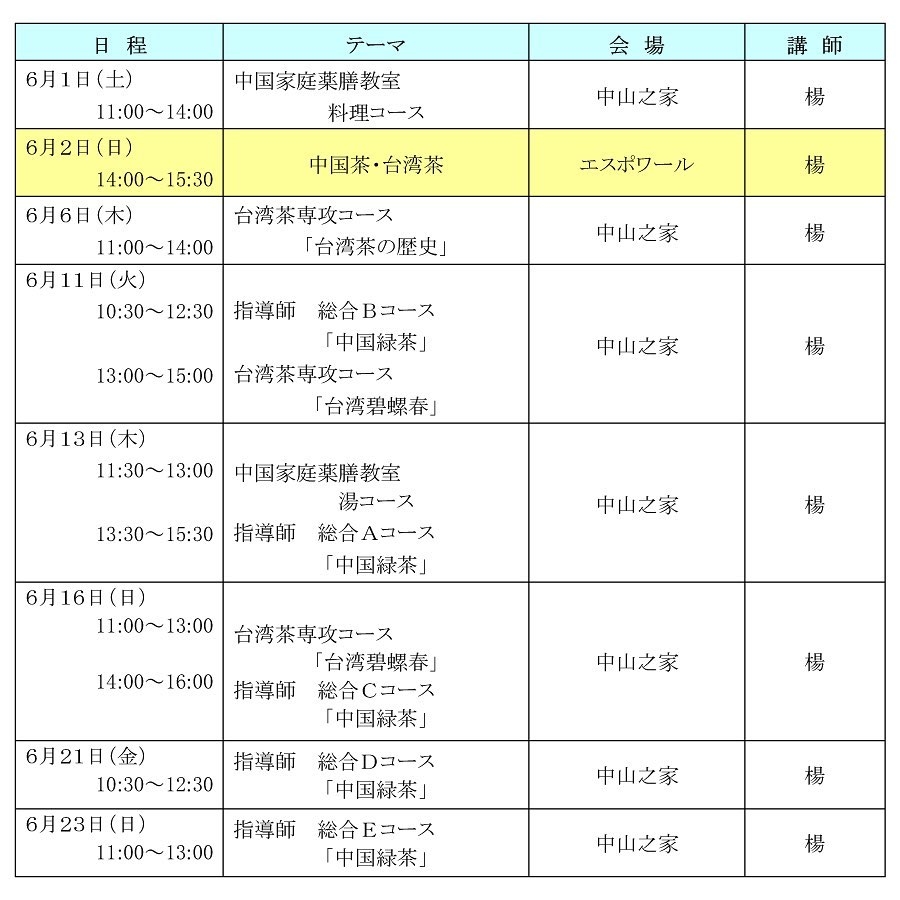 日 程 テーマ 会 場 講 師
6月1日(土) 中国家庭薬膳教室
11:00～14:00 料理コース 中山之家 楊
6月2日(日)
14:00～15:30 中国茶・台湾茶 エスポワール 楊
6月6日(木) 台湾茶専攻コース
11:00～14:00 「台湾茶の歴史」 中山之家 楊
6月11日(火)
10:30～12:30 指導師 総合Bコース
「中国緑茶」 中山之家 楊
13:00～15:00 台湾茶専攻コース
「台湾碧螺春」
6月13日(木)
11:30～13:00 中国家庭薬膳教室
湯コース 中山之家 楊
13:30～15:30 指導師 総合Aコース
「中国緑茶」
6月16日(日)
11:00～13:00 台湾茶専攻コース
「台湾碧螺春」 中山之家 楊
14:00～16:00 指導師 総合Cコース
「中国緑茶」
6月21日(金) 指導師 総合Dコース
10:30～12:30 「中国緑茶」 中山之家 楊
6月23日(日) 指導師 総合Eコース
11:00～13:00 「中国緑茶」 中山之家 楊